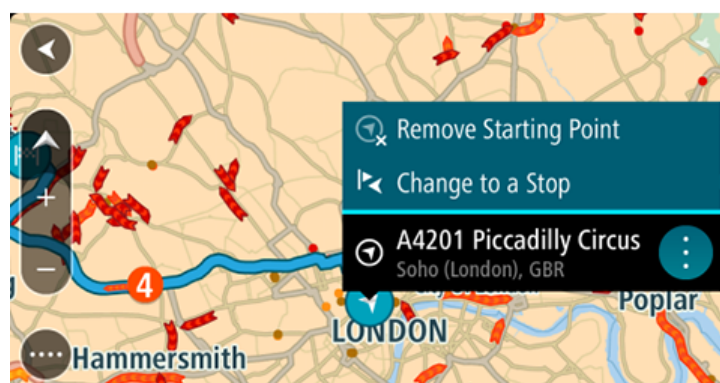 Remove Starting Point
Change to a Stop
A4201 Piccadilly Circus
Soho (London), GBR
4
Poplar
LONDON
Hammersmith